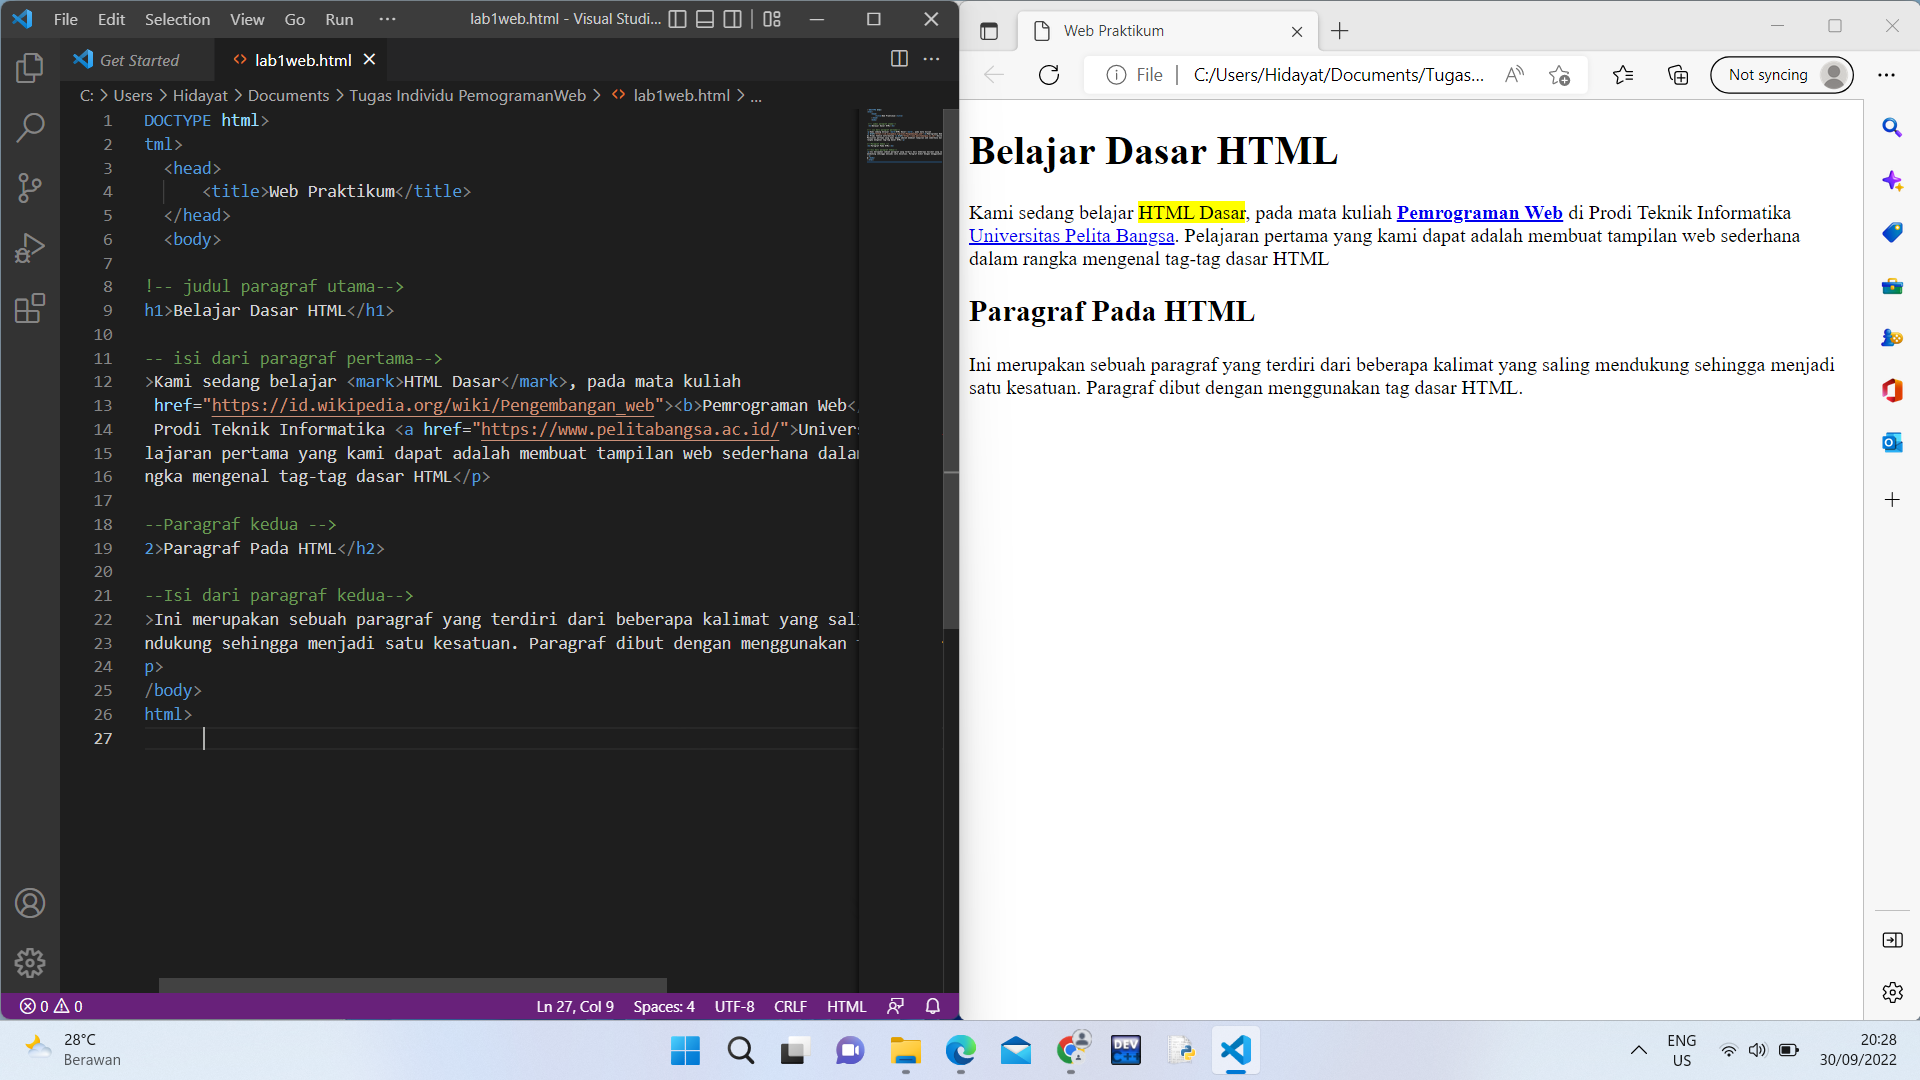 File Edit Selection View Go Run ··· lab1web.html - Visual Studi...
Get Started lab1web.html
C: > Users > Hidayat > Documents > Tugas Individu PemogramanWeb > lab1web.html > ...
1 DOCTYPE html>
2 tml>
3 <head>
4 <title>Web Praktikum</title>
5 </head>
6 <body>
7
8 !-- judul paragraf utama-->
9 h1>Belajar Dasar HTML</h1>
10
11 -- isi dari paragraf pertama-->
12 >Kami sedang belajar <mark>HTML Dasar</mark>, pada mata kuliah
13 href="https://id.wikipedia.org/wiki/Pengembangan_web"><b>Pemrograman Web<
14 Prodi Teknik Informatika <a href="https://www.pelitabangsa.ac.id/">Univers
15 lajaran pertama yang kami dapat adalah membuat tampilan web sederhana dalam
16 ngka mengenal tag-tag dasar HTML</p>
17
18 --Paragraf kedua -->
19 2>Paragraf Pada HTML</h2>
20
21 --Isi dari paragraf kedua-->
22 >Ini merupakan sebuah paragraf yang terdiri dari beberapa kalimat yang sali
23 ndukung sehingga menjadi satu kesatuan. Paragraf dibut dengan menggunakan
24 p>
25 /body>
26 html>
27
0 0 Ln 27, Col 9 Spaces: 4 UTF-8 CRLF HTML
Web Praktikum
File | C:/Users/Hidayat/Documents/Tugas... Not syncing
Belajar Dasar HTML
Kami sedang belajar HTML Dasar, pada mata kuliah Pemrograman Web di Prodi Teknik Informatika
Universitas Pelita Bangsa. Pelajaran pertama yang kami dapat adalah membuat tampilan web sederhana
dalam rangka mengenal tag-tag dasar HTML
Paragraf Pada HTML
Ini merupakan sebuah paragraf yang terdiri dari beberapa kalimat yang saling mendukung sehingga menjadi
satu kesatuan. Paragraf dibut dengan menggunakan tag dasar HTML.
28°C
Berawan
DEV
C++
ENG
US
20:28
30/09/2022